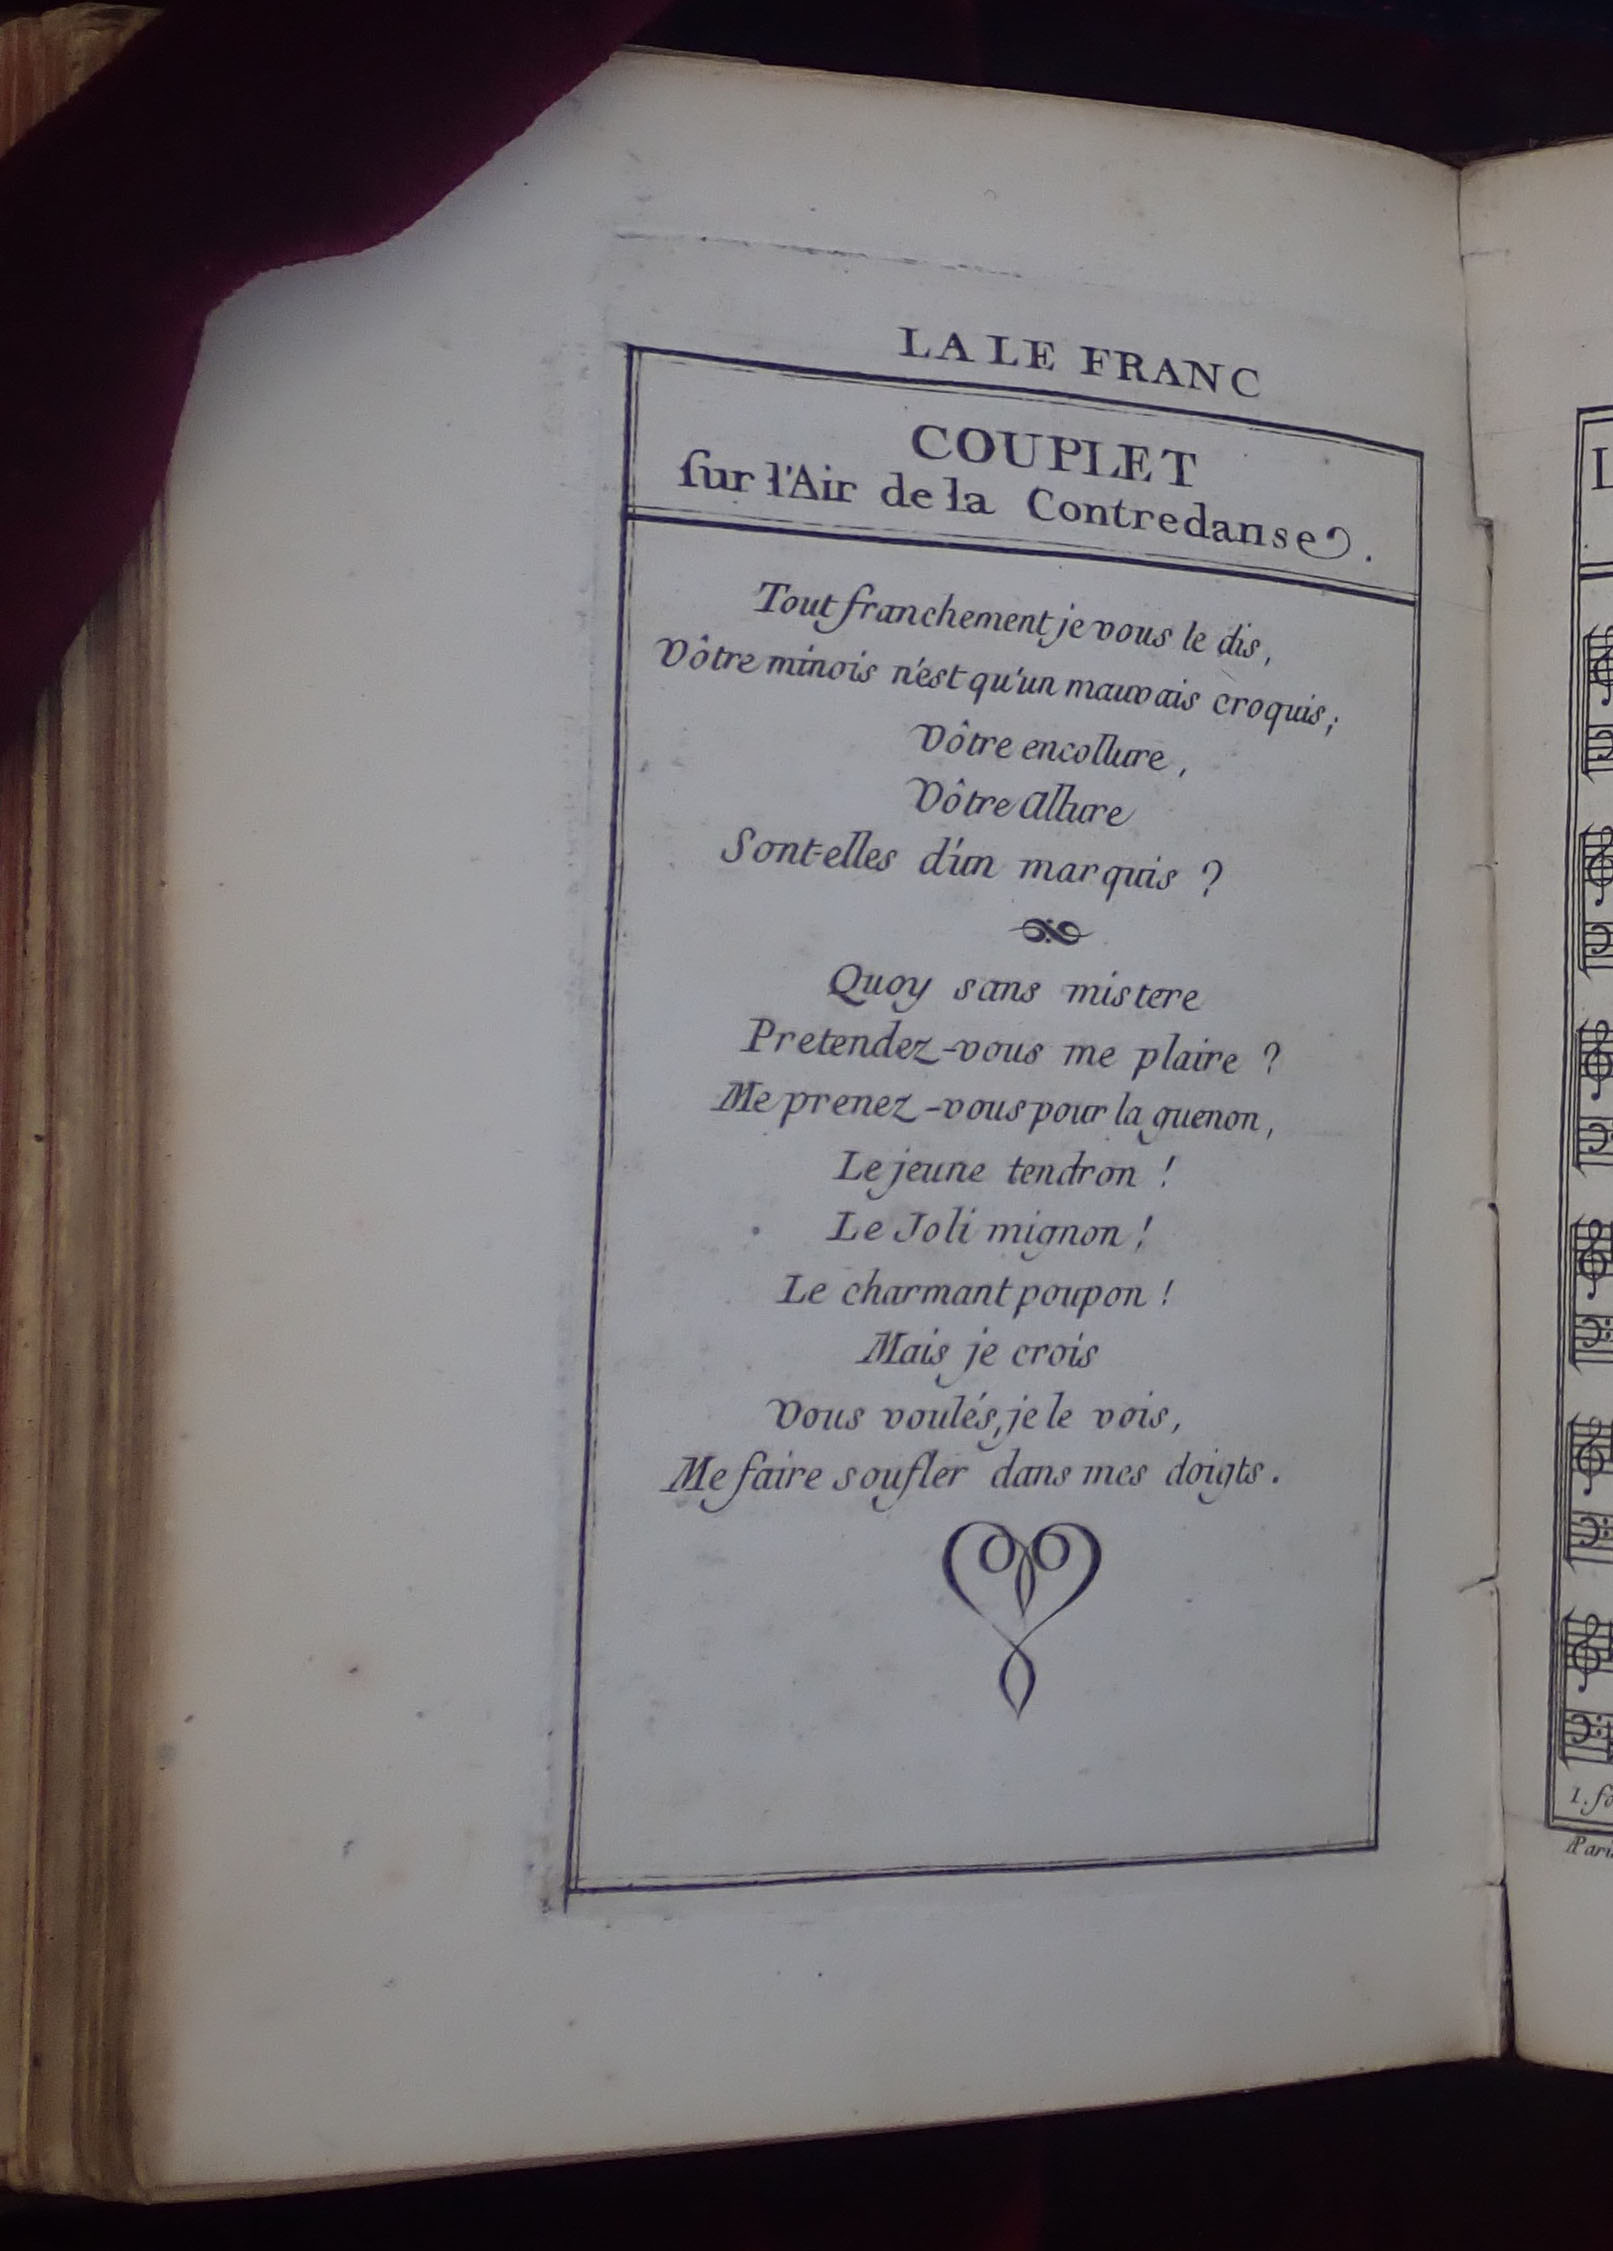 LA LE FRANC
COUPLET
sur l'Air de la Contredanse.
Tout franchement je vous le dis,
Vôtre minois n'est qu'un mauvais croquis;
Vôtre encollure,
Vôtre Allure
Sont-elles d'un marquis ?
Quoy sans mistere
Pretendez-vous me plaire ?
Me prenez-vous pour la guenon,
Le jeune tendron !
Le Joli mignon !
Le charmant poupon !
Mais je crois
Vous voulés, je le vois,
Me faire soufler dans mes doigts.
L